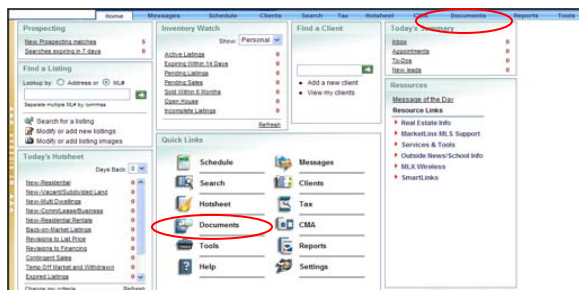 Home Messages Schedule Clients Search Tax Hotsheet CMA Documents Reports Tools
Prospecting
New Prospecting matches 5
Searches expiring in 7 days 0
Find a Listing
Lookup by: Address or ML#
Separate multiple ML# by commas
Search for a listing
Modify or add new listings
Modify or add listing images
Today's Hotsheet
Days Back: 0
New-Residential 0
New-Vacant/Subdivided Land 0
New-Multi Dwellings 0
New-Comm/Lease/Business 0
New-Residential Rentals 0
Back-on-Market Listings 0
Revisions to List Price 0
Revisions to Financing 0
Contingent Sales 0
Temp Off Market and Withdrawn 0
Expired Listings 0
Change my criteria Refresh
Inventory Watch
Show: Personal
Active Listings 0
Expiring Within 14 Days 0
Pending Listings 0
Pending Sales 0
Sold Within 6 Months 0
Open House 0
Incomplete Listings 0
Refresh
Find a Client
Add a new client
View my clients
Quick Links
Schedule Messages
Search Clients
Hotsheet Tax
Documents CMA
Tools Reports
Help Settings
Today's Summary
Inbox 0
Appointments 0
To-Dos 0
New leads 0
Resources
Message of the Day
Resource Links
Real Estate Info
MarketLinx MLS Support
Services & Tools
Outside News/School Info
MLX Wireless
SmartLinks